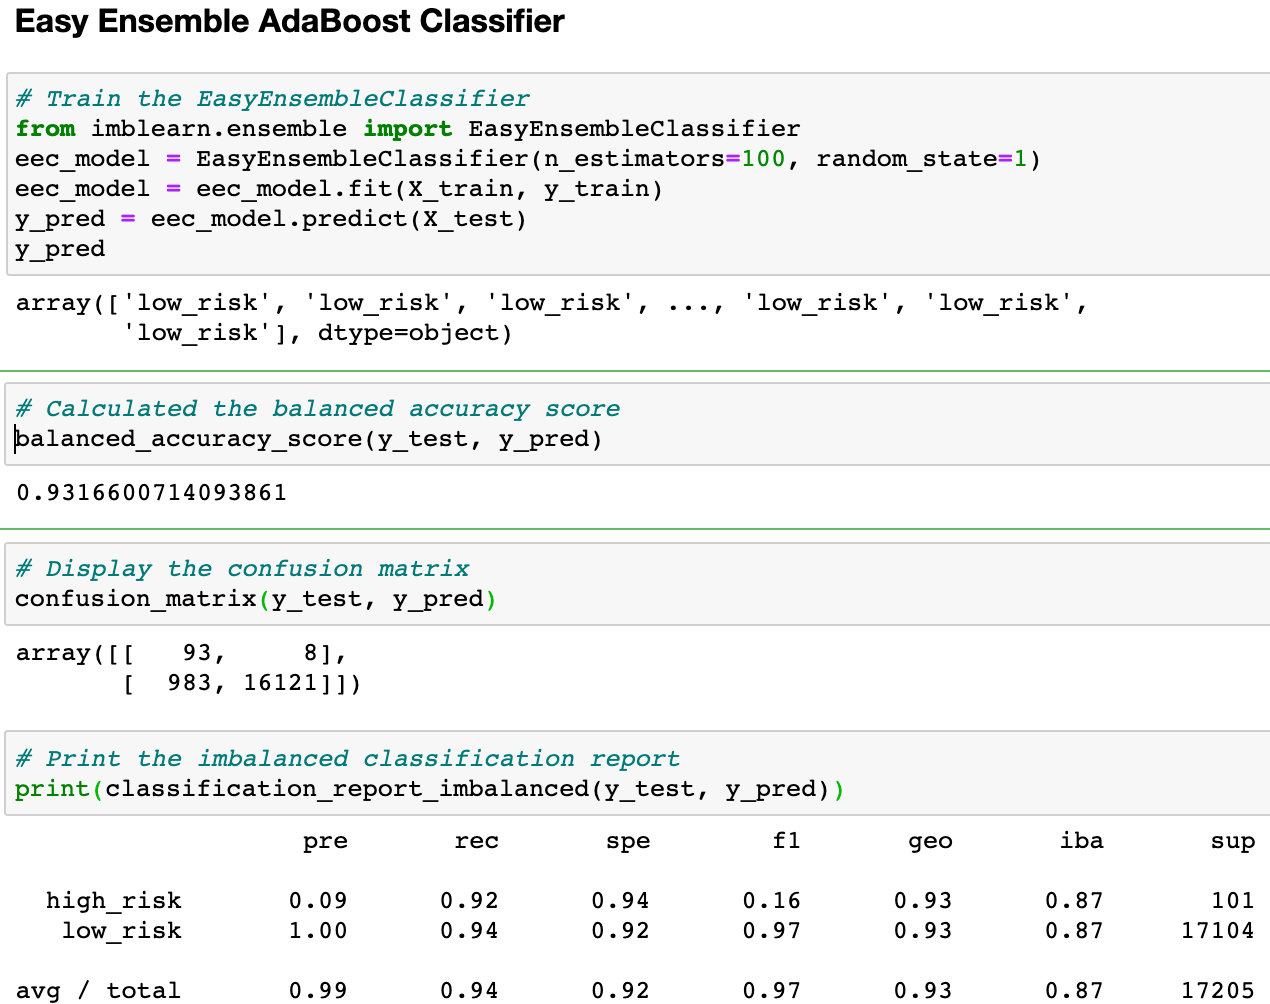 Easy Ensemble AdaBoost Classifier
# Train the EasyEnsembleClassifier
from imblearn.ensemble import EasyEnsembleClassifier
eec_model = EasyEnsembleClassifier(n_estimators=100, random_state=1)
eec_model = eec_model.fit(X_train, y_train)
y_pred = eec_model.predict(X_test)
y_pred
array(['low_risk', 'low_risk', 'low_risk', ..., 'low_risk', 'low_risk',
       'low_risk'], dtype=object)
# Calculated the balanced accuracy score
balanced_accuracy_score(y_test, y_pred)
0.9316600714093861
# Display the confusion matrix
confusion_matrix(y_test, y_pred)
array([[   93,     8],
       [  983, 16121]])
# Print the imbalanced classification report
print(classification_report_imbalanced(y_test, y_pred))
                   pre       rec       spe        f1       geo       iba       sup
  high_risk       0.09      0.92      0.94      0.16      0.93      0.87       101
   low_risk       1.00      0.94      0.92      0.97      0.93      0.87     17104
avg / total       0.99      0.94      0.92      0.97      0.93      0.87     17205